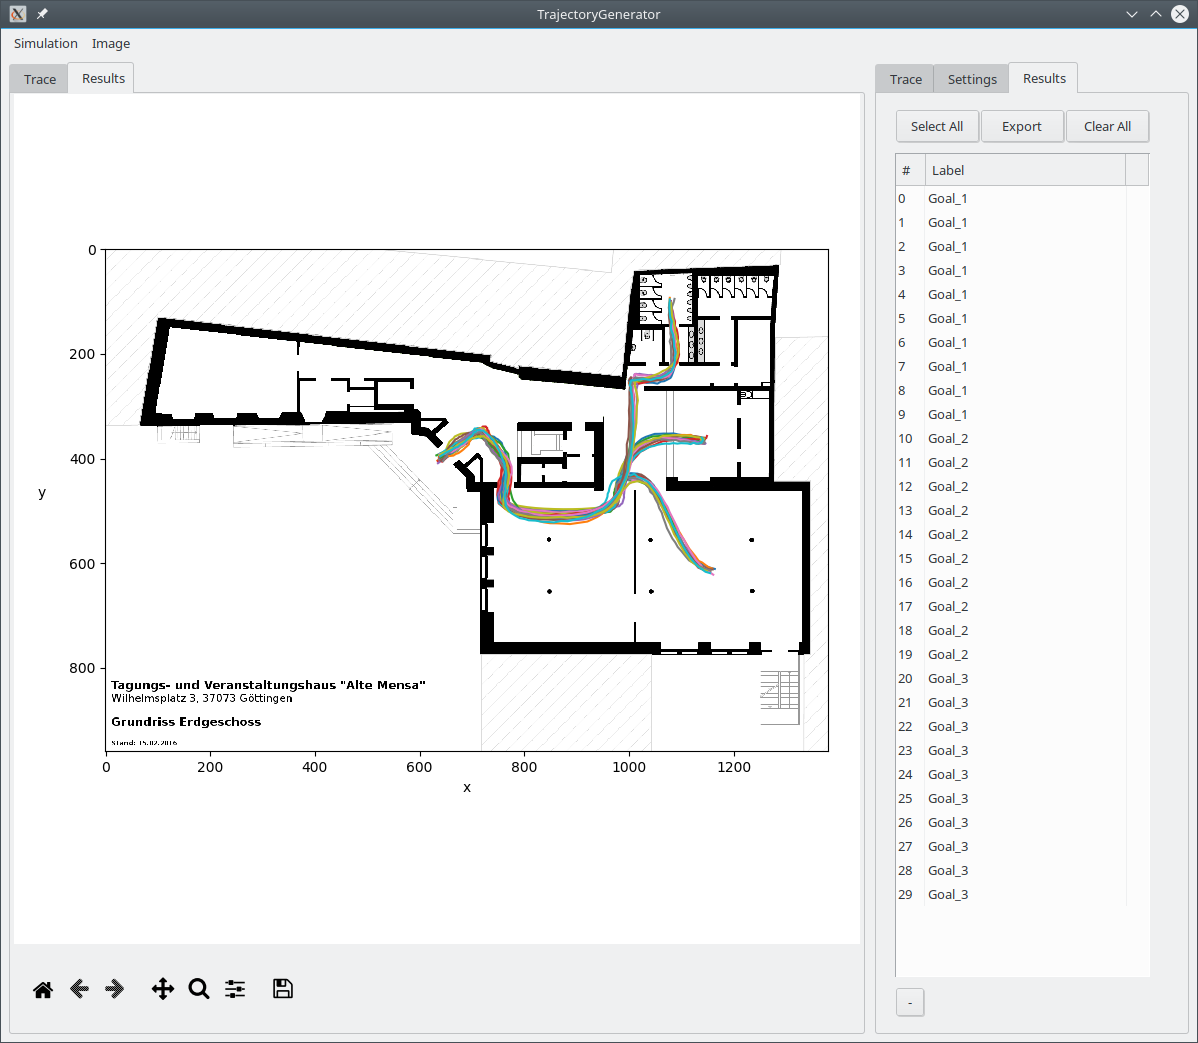 TrajectoryGenerator
Simulation Image
Trace Results
Trace Settings Results
Select All Export Clear All
# Label
0 Goal_1
1 Goal_1
2 Goal_1
3 Goal_1
4 Goal_1
5 Goal_1
6 Goal_1
7 Goal_1
8 Goal_1
9 Goal_1
10 Goal_2
11 Goal_2
12 Goal_2
13 Goal_2
14 Goal_2
15 Goal_2
16 Goal_2
17 Goal_2
18 Goal_2
19 Goal_2
20 Goal_3
21 Goal_3
22 Goal_3
23 Goal_3
24 Goal_3
25 Goal_3
26 Goal_3
27 Goal_3
28 Goal_3
29 Goal_3
-
0
200
400
600
800
y
Tagungs- und Veranstaltungshaus "Alte Mensa"
Wilhelmsplatz 3, 37073 Göttingen
Grundriss Erdgeschoss
Stand: 15.02.2016
0 200 400 600 800 1000 1200
x